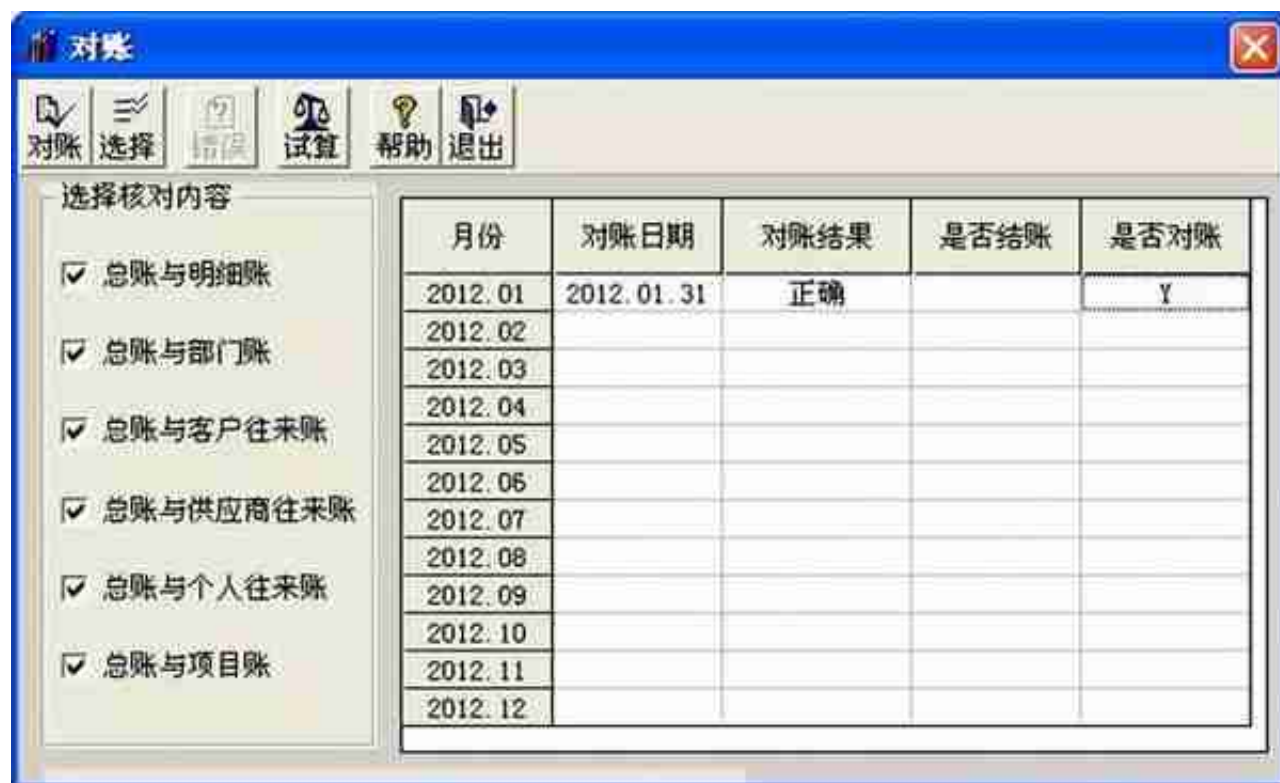 对账
对账 选择 错误 试算 帮助 退出
选择核对内容
总账与明细账
总账与部门账
总账与客户往来账
总账与供应商往来账
总账与个人往来账
总账与项目账
月份 对账日期 对账结果 是否结账 是否对账
2012.01 2012.01.31 正确 Y
2012.02
2012.03
2012.04
2012.05
2012.06
2012.07
2012.08
2012.09
2012.10
2012.11
2012.12